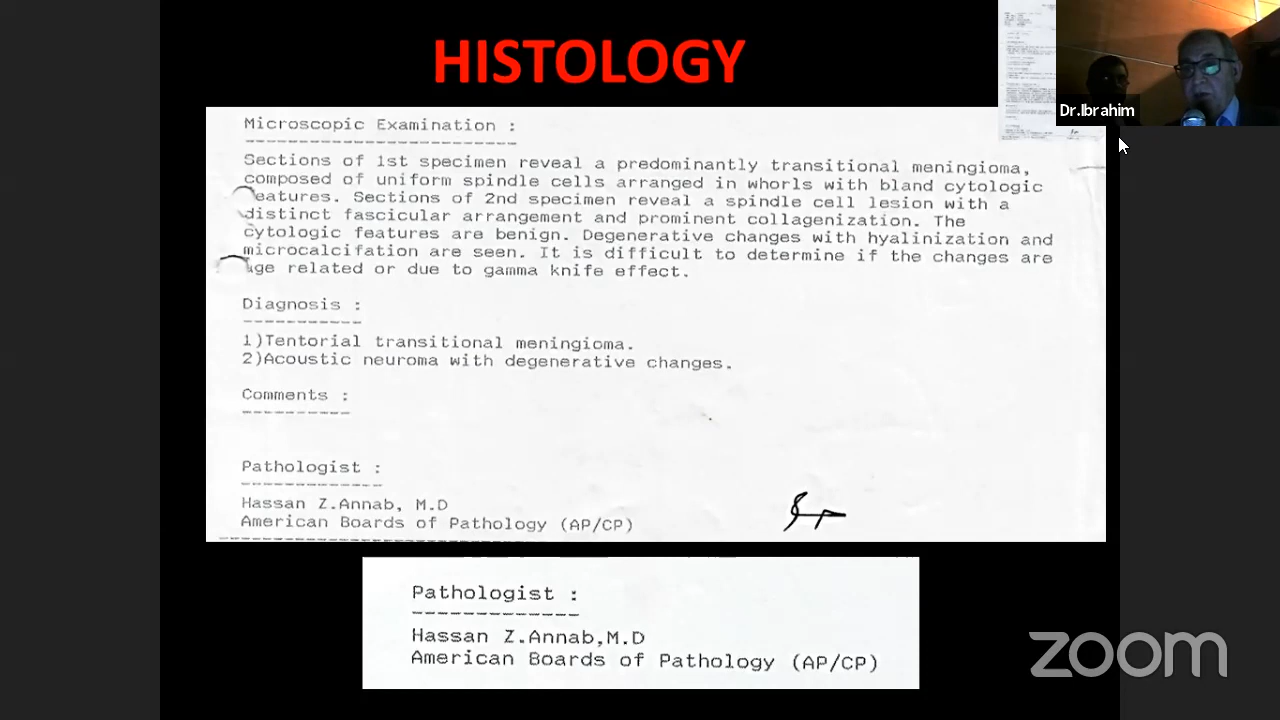 HISTOLOGY
Dr.Ibrahim
Microscopic Examination :
Sections of 1st specimen reveal a predominantly transitional meningioma,
composed of uniform spindle cells arranged in whorls with bland cytologic
features. Sections of 2nd specimen reveal a spindle cell lesion with a
distinct fascicular arrangement and prominent collagenization. The
cytologic features are benign. Degenerative changes with hyalinization and
microcalcifation are seen. It is difficult to determine if the changes are
age related or due to gamma knife effect.
Diagnosis :
1)Tentorial transitional meningioma.
2)Acoustic neuroma with degenerative changes.
Comments :
Pathologist :
Hassan Z.Annab, M.D
American Boards of Pathology (AP/CP)
Pathologist :
Hassan Z.Annab,M.D
American Boards of Pathology (AP/CP)
zoom